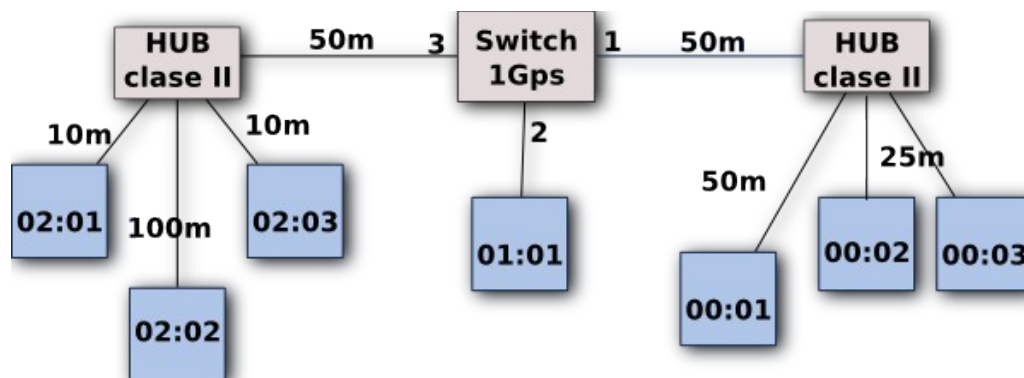 HUB
clase II
50m
3
Switch
1Gps
1
50m
HUB
clase II
10m
10m
2
25m
50m
02:01
100m
02:03
01:01
00:02
00:03
00:01
02:02